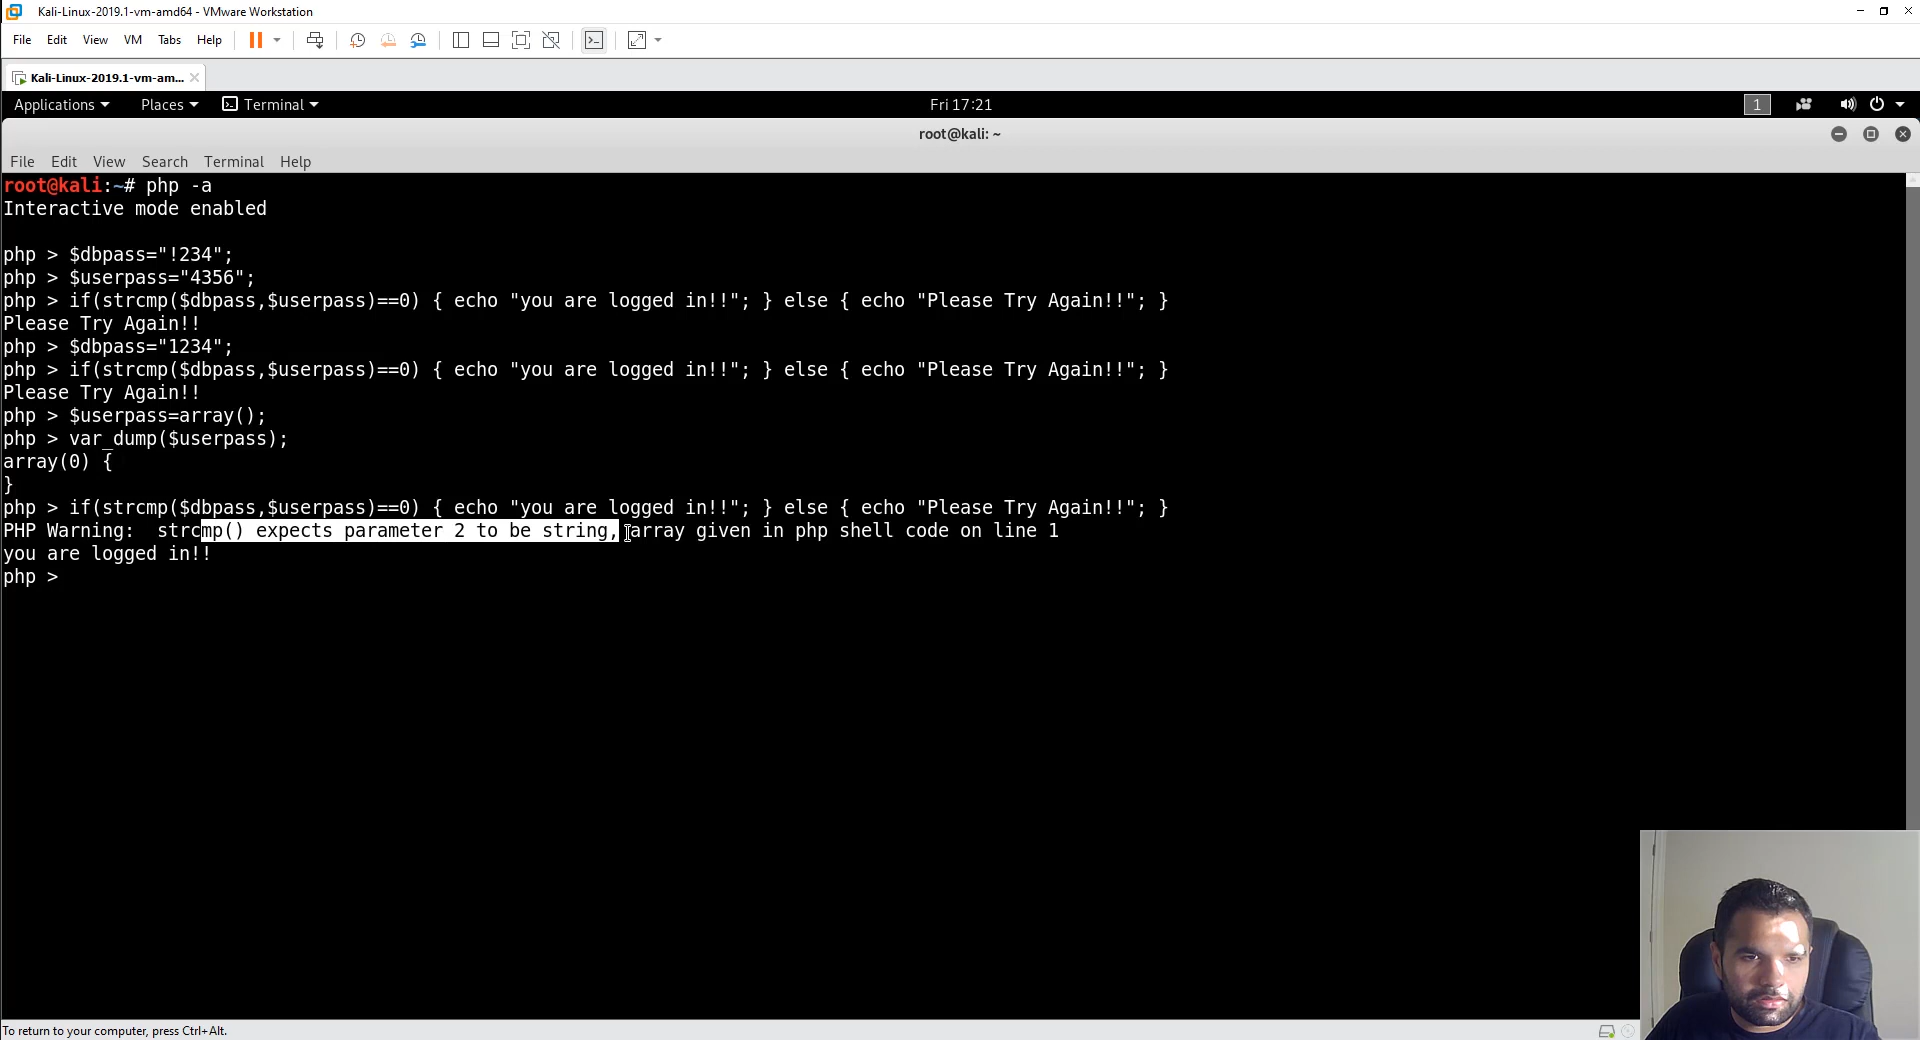 Kali-Linux-2019.1-vm-amd64 - VMware Workstation
File Edit View VM Tabs Help
Kali-Linux-2019.1-vm-am...
Applications Places Terminal Fri 17:21 1
root@kali: ~
File Edit View Search Terminal Help
root@kali:~# php -a
Interactive mode enabled
php > $dbpass="!234";
php > $userpass="4356";
php > if(strcmp($dbpass,$userpass)==0) { echo "you are logged in!!"; } else { echo "Please Try Again!!"; }
Please Try Again!!
php > $dbpass="1234";
php > if(strcmp($dbpass,$userpass)==0) { echo "you are logged in!!"; } else { echo "Please Try Again!!"; }
Please Try Again!!
php > $userpass=array();
php > var_dump($userpass);
array(0) {
}
php > if(strcmp($dbpass,$userpass)==0) { echo "you are logged in!!"; } else { echo "Please Try Again!!"; }
PHP Warning:  strcmp() expects parameter 2 to be string, array given in php shell code on line 1
you are logged in!!
php >
To return to your computer, press Ctrl+Alt.